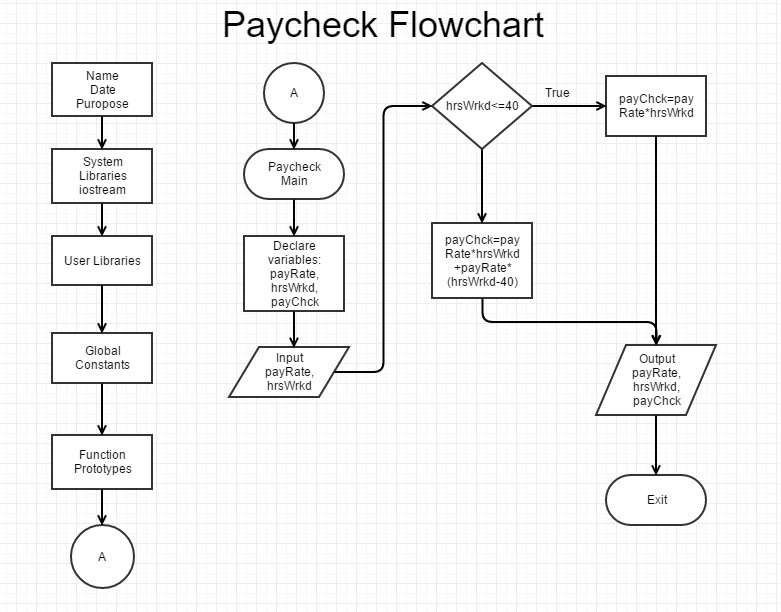 Paycheck Flowchart
Name
Date
Puropose
System
Libraries
iostream
User Libraries
Global
Constants
Function
Prototypes
A
A
Paycheck
Main
Declare
variables:
payRate,
hrsWrkd,
payChck
Input
payRate,
hrsWrkd
hrsWrkd<=40
True
payChck=pay
Rate*hrsWrkd
payChck=pay
Rate*hrsWrkd
+payRate*
(hrsWrkd-40)
Output
payRate,
hrsWrkd,
payChck
Exit